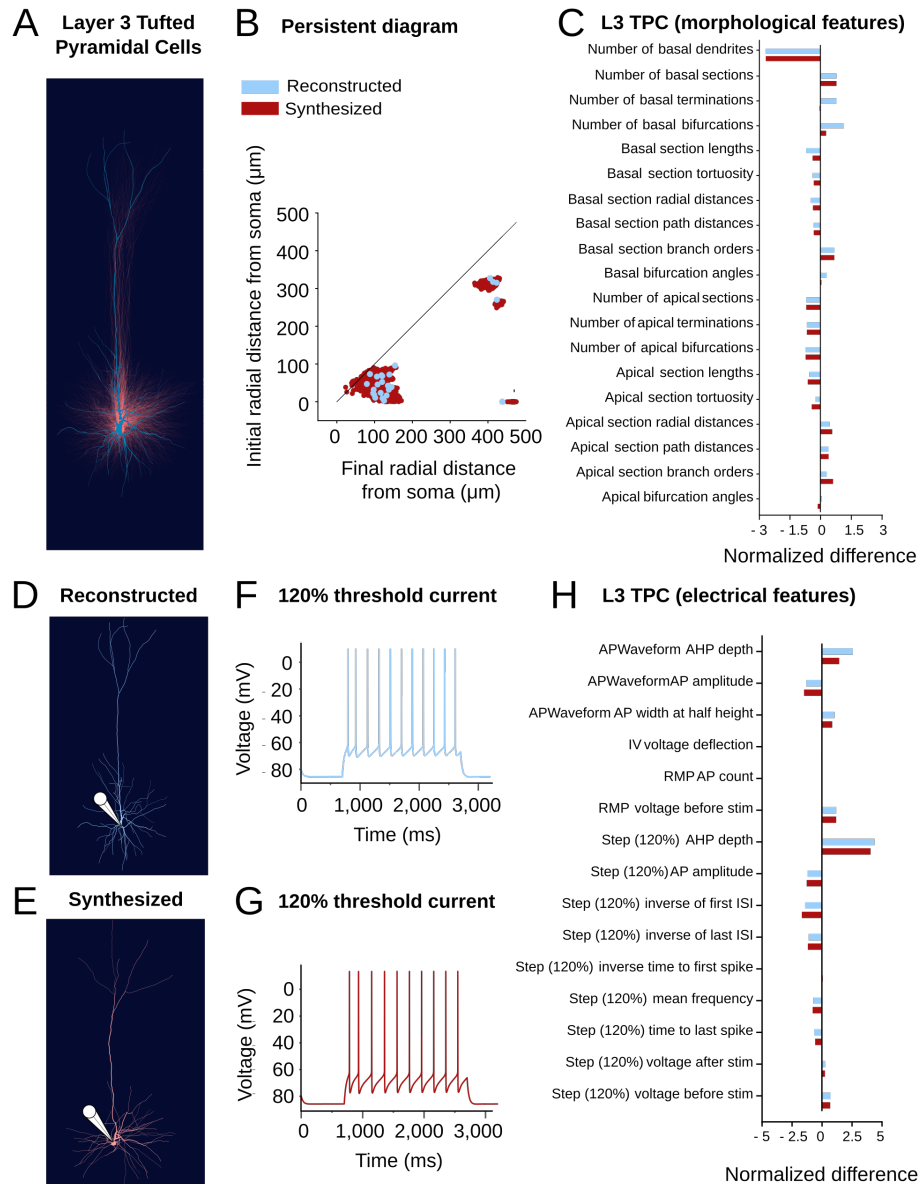 A
Layer 3 Tufted
Pyramidal Cells
B
Persistent diagram
Reconstructed
Synthesized
Initial radial distance from soma (μm)
500
400
300
200
100
0
0
100
200
300
400
500
Final radial distance
from soma (μm)
C
L3 TPC (morphological features)
Number of basal dendrites
Number of basal sections
Number of basal terminations
Number of basal bifurcations
Basal section lengths
Basal section tortuosity
Basal section radial distances
Basal section path distances
Basal section branch orders
Basal bifurcation angles
Number of apical sections
Number of apical terminations
Number of apical bifurcations
Apical section lengths
Apical section tortuosity
Apical section radial distances
Apical section path distances
Apical section branch orders
Apical bifurcation angles
- 3
- 1.5
0
1.5
3
Normalized difference
D
Reconstructed
E
Synthesized
F
120% threshold current
Voltage (mV)
0
- 20
- 40
- 60
- 80
0
1,000
2,000
3,000
Time (ms)
G
120% threshold current
Voltage (mV)
0
20
40
60
80
0
1,000
2,000
3,000
Time (ms)
H
L3 TPC (electrical features)
APWaveform AHP depth
APWaveformAP amplitude
APWaveform AP width at half height
IV voltage deflection
RMP AP count
RMP voltage before stim
Step (120%) AHP depth
Step (120%) AP amplitude
Step (120%) inverse of first ISI
Step (120%) inverse of last ISI
Step (120%) inverse time to first spike
Step (120%) mean frequency
Step (120%) time to last spike
Step (120%) voltage after stim
Step (120%) voltage before stim
- 5
- 2.5
0
2.5
5
Normalized difference